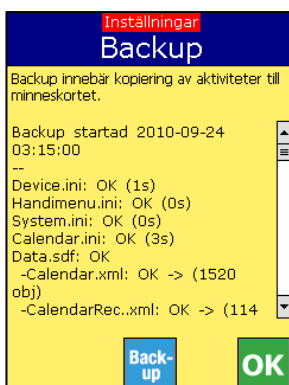 Inställningar
Backup
Backup innebär kopiering av aktiviteter till
minneskortet.
Backup startad 2010-09-24
03:15:00
--
Device.ini: OK (1s)
Handimenu.ini: OK (0s)
System.ini: OK (0s)
Calendar.ini: OK (3s)
Data.sdf: OK
-Calendar.xml: OK -> (1520
obj)
-CalendarRec..xml: OK -> (114
Back-
up
OK